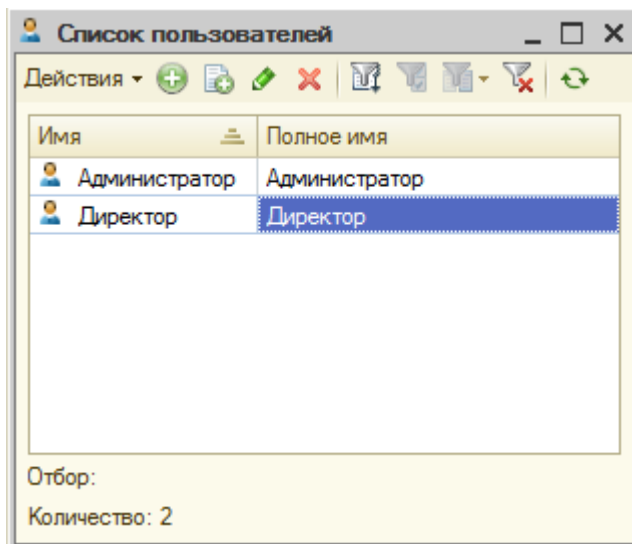 Список пользователей
Действия
Имя Полное имя
Администратор Администратор
Директор Директор
Отбор:
Количество: 2